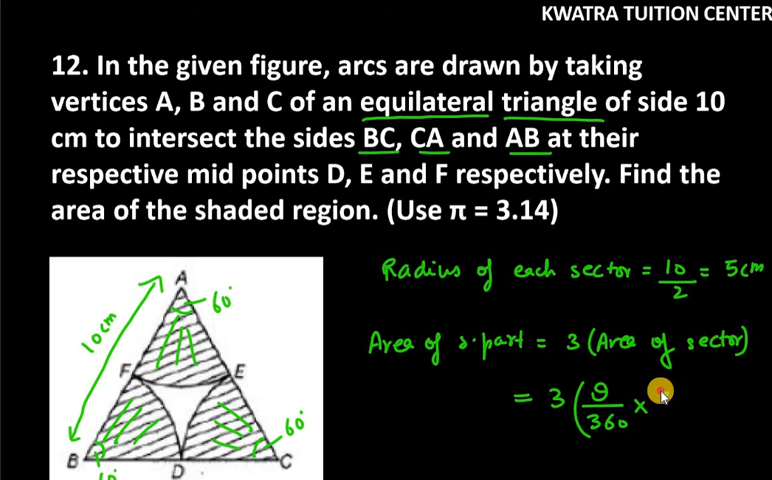 KWATRA TUITION CENTER
12. In the given figure, arcs are drawn by taking
vertices A, B and C of an equilateral triangle of side 10
cm to intersect the sides BC, CA and AB at their
respective mid points D, E and F respectively. Find the
area of the shaded region. (Use π = 3.14)
Radius of each sector = 10/2 = 5cm
Area of s.part = 3 (Area of sector)
= 3 (θ/360 ×
A
60°
10cm
F
E
60°
B
D
C